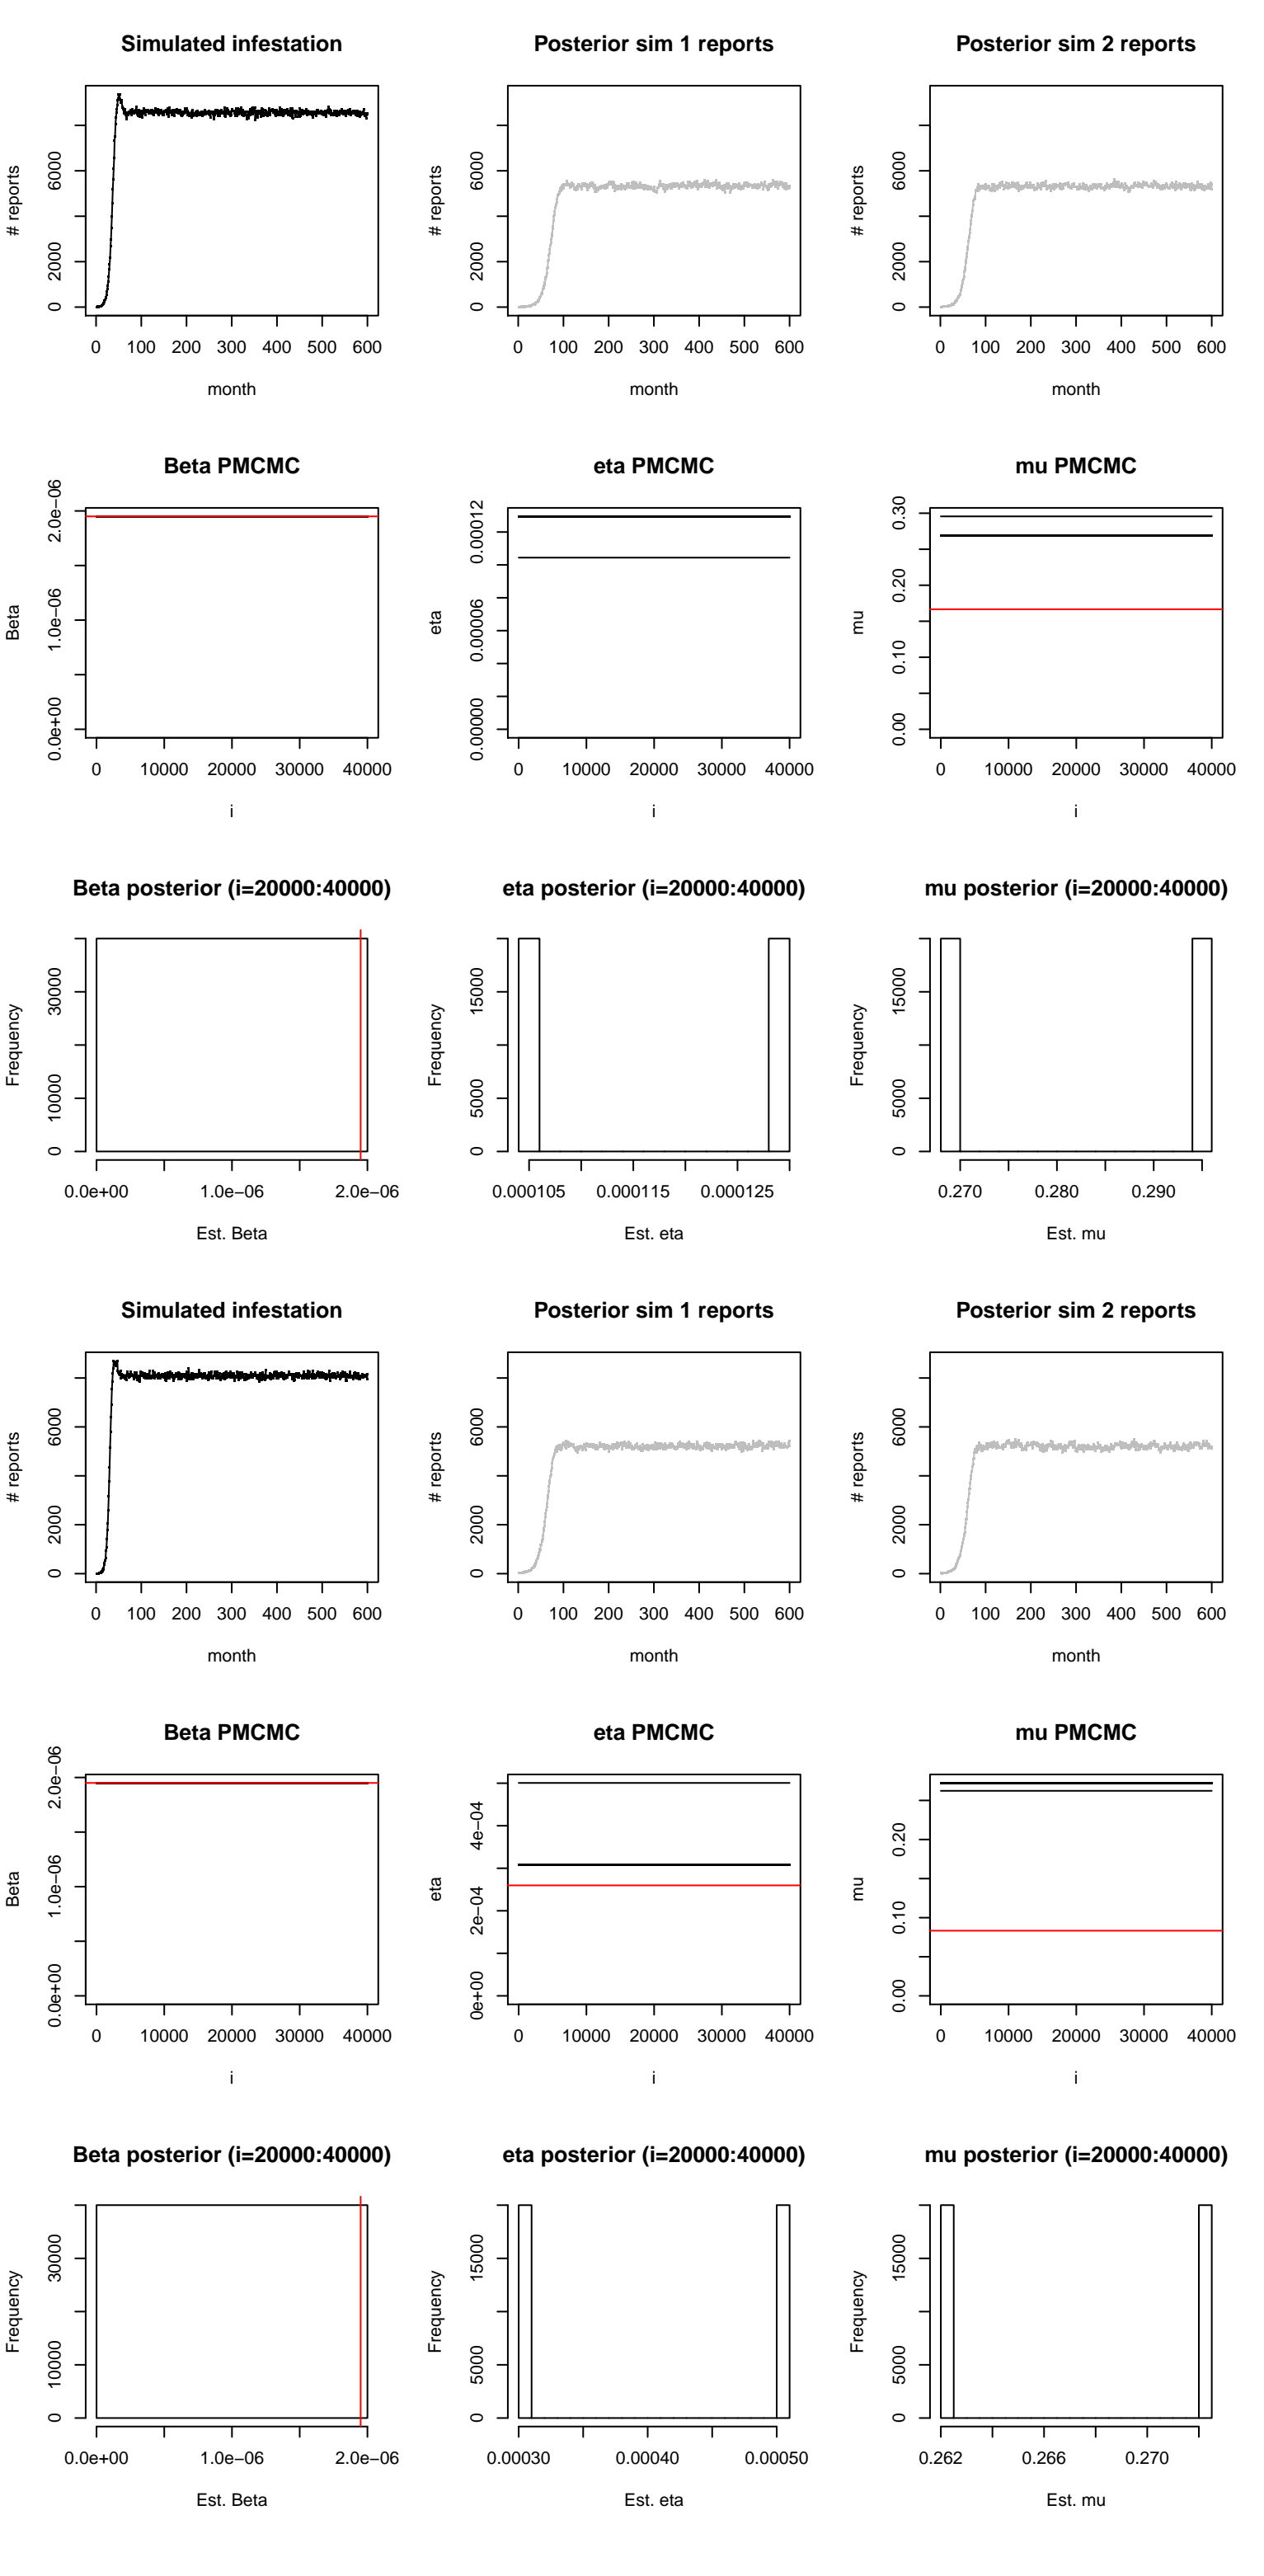 Simulated infestation Posterior sim 1 reports Posterior sim 2 reports
# reports # reports # reports
0 2000 6000 0 2000 6000 0 2000 6000
0 100 200 300 400 500 600 0 100 200 300 400 500 600 0 100 200 300 400 500 600
month month month
Beta PMCMC eta PMCMC mu PMCMC
Beta eta mu
0.0e+00 1.0e−06 2.0e−06 0.00000 0.00006 0.00012 0.00 0.10 0.20 0.30
0 10000 20000 30000 40000 0 10000 20000 30000 40000 0 10000 20000 30000 40000
i i i
Beta posterior (i=20000:40000) eta posterior (i=20000:40000) mu posterior (i=20000:40000)
Frequency Frequency Frequency
0 10000 30000 0 5000 15000 0 5000 15000
0.0e+00 1.0e−06 2.0e−06 0.000105 0.000115 0.000125 0.270 0.280 0.290
Est. Beta Est. eta Est. mu
Simulated infestation Posterior sim 1 reports Posterior sim 2 reports
# reports # reports # reports
0 2000 6000 0 2000 6000 0 2000 6000
0 100 200 300 400 500 600 0 100 200 300 400 500 600 0 100 200 300 400 500 600
month month month
Beta PMCMC eta PMCMC mu PMCMC
Beta eta mu
0.0e+00 1.0e−06 2.0e−06 0e+00 2e−04 4e−04 0.00 0.10 0.20
0 10000 20000 30000 40000 0 10000 20000 30000 40000 0 10000 20000 30000 40000
i i i
Beta posterior (i=20000:40000) eta posterior (i=20000:40000) mu posterior (i=20000:40000)
Frequency Frequency Frequency
0 10000 30000 0 5000 15000 0 5000 15000
0.0e+00 1.0e−06 2.0e−06 0.00030 0.00040 0.00050 0.262 0.266 0.270
Est. Beta Est. eta Est. mu